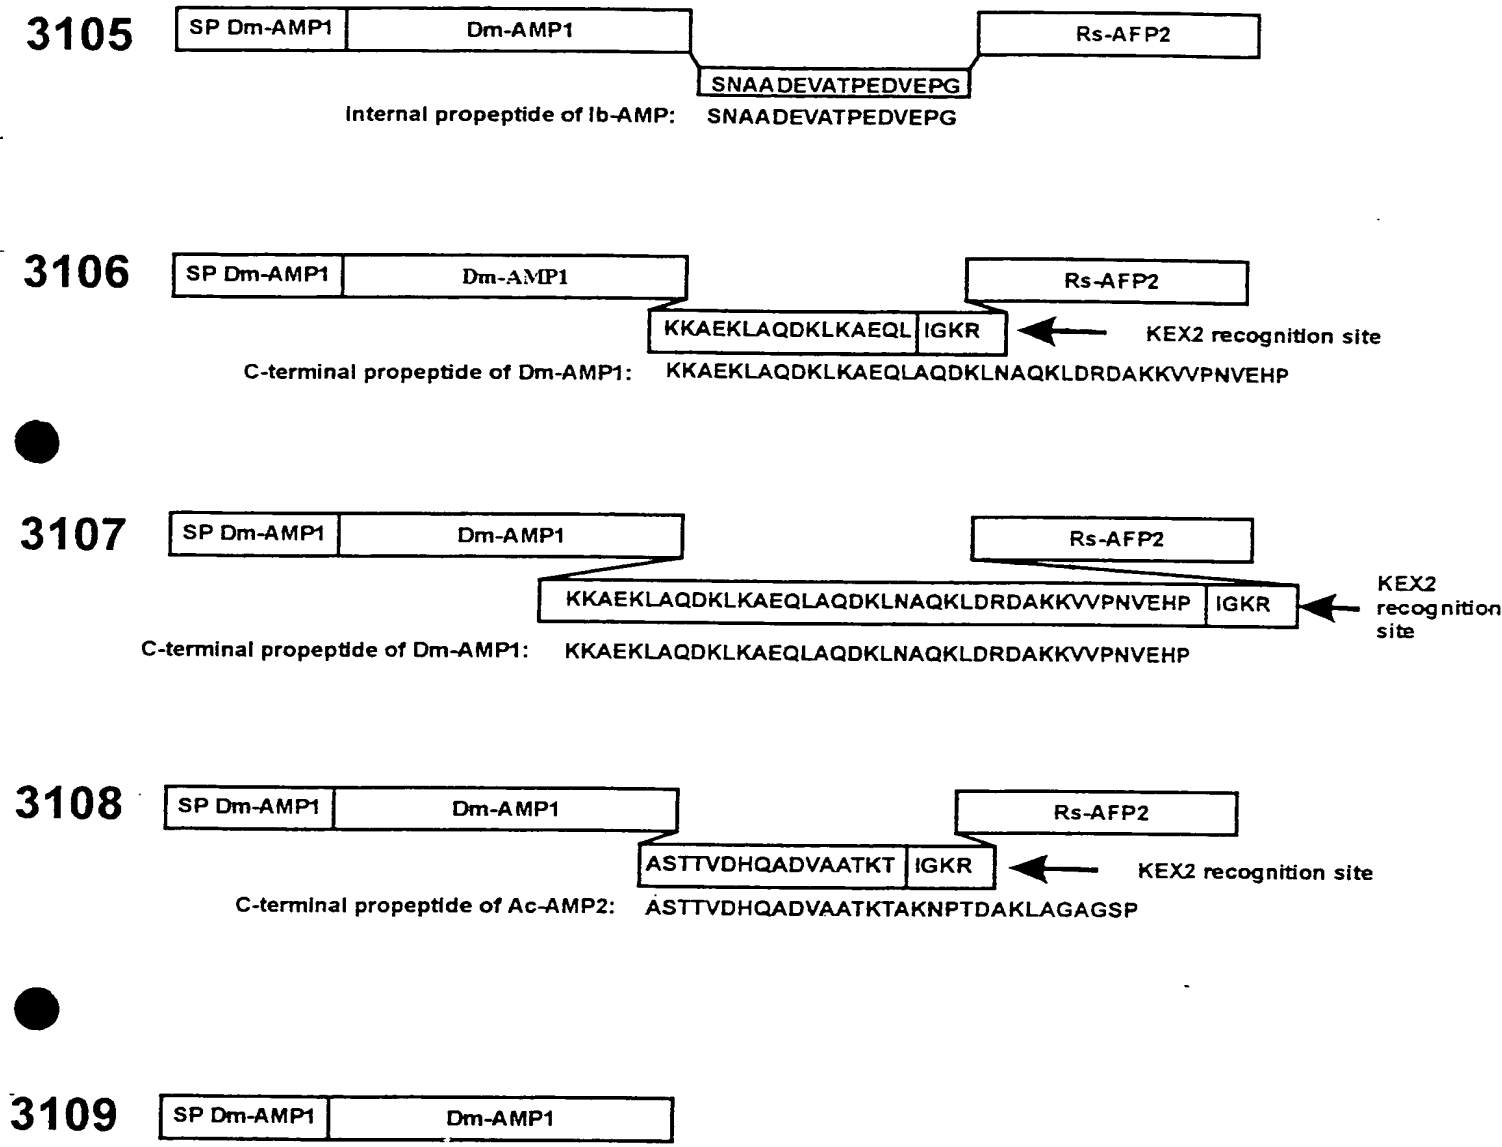 3105
SP Dm-AMP1 Dm-AMP1 Rs-AFP2
SNAADEVATPEDVEPG
Internal propeptide of Ib-AMP: SNAADEVATPEDVEPG
3106
SP Dm-AMP1 Dm-AMP1 Rs-AFP2
KKAEKLAQDKLKAEQL IGKR KEX2 recognition site
C-terminal propeptide of Dm-AMP1: KKAEKLAQDKLKAEQLAQDKLNAQKLDRDAKKVVPNVEHP
3107
SP Dm-AMP1 Dm-AMP1 Rs-AFP2
KKAEKLAQDKLKAEQLAQDKLNAQKLDRDAKKVVPNVEHP IGKR
KEX2
recognition
site
C-terminal propeptide of Dm-AMP1: KKAEKLAQDKLKAEQLAQDKLNAQKLDRDAKKVVPNVEHP
3108
SP Dm-AMP1 Dm-AMP1 Rs-AFP2
ASTTVDHQADVAATKT IGKR KEX2 recognition site
C-terminal propeptide of Ac-AMP2: ASTTVDHQADVAATKTAKNPTDAKLAGAGSP
3109
SP Dm-AMP1 Dm-AMP1